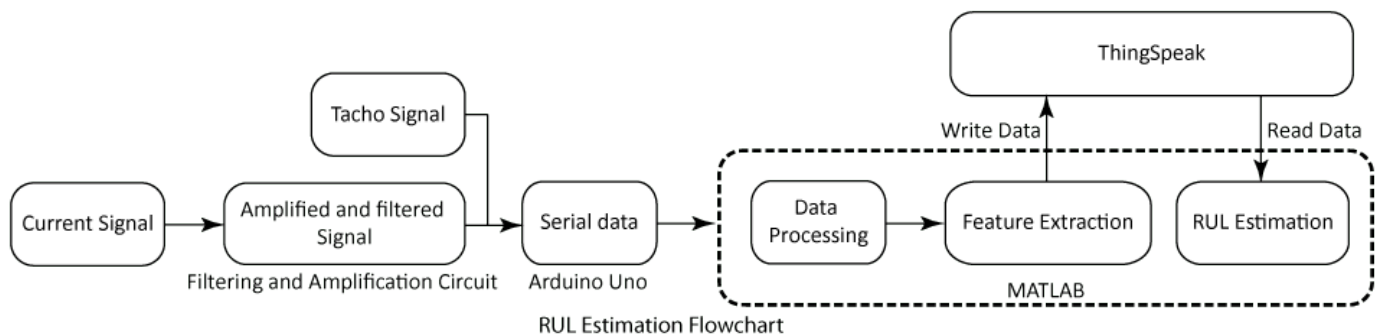 ThingSpeak
Tacho Signal
Write Data
Read Data
Current Signal
Amplified and filtered
Signal
Serial data
Data
Processing
Feature Extraction
RUL Estimation
Filtering and Amplification Circuit
Arduino Uno
MATLAB
RUL Estimation Flowchart